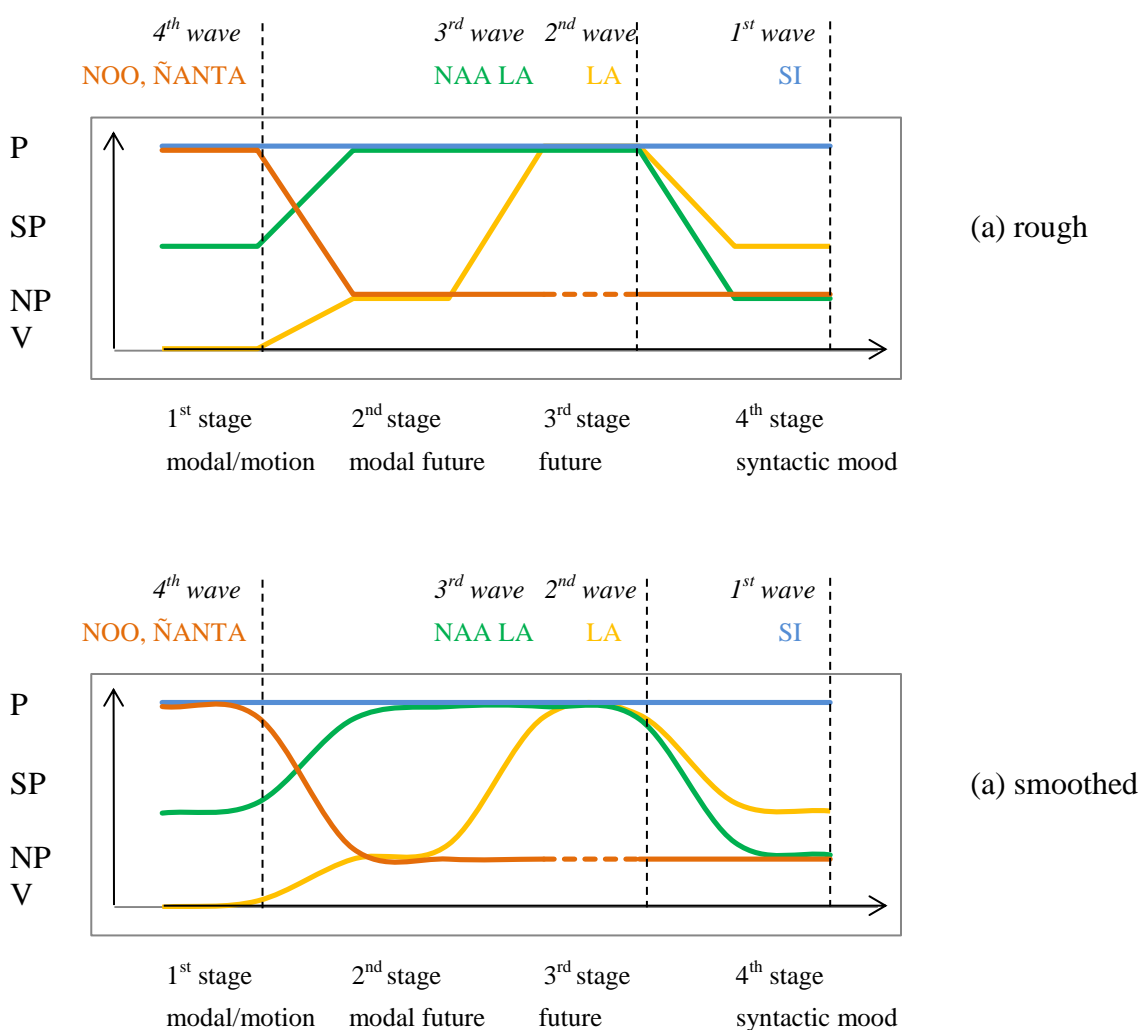 4th wave 3rd wave 2nd wave 1st wave
NOO, ÑANTA NAA LA LA SI
P
SP
NP
V
(a) rough
1st stage 2nd stage 3rd stage 4th stage
modal/motion modal future future syntactic mood
4th wave 3rd wave 2nd wave 1st wave
NOO, ÑANTA NAA LA LA SI
P
SP
NP
V
(a) smoothed
1st stage 2nd stage 3rd stage 4th stage
modal/motion modal future future syntactic mood